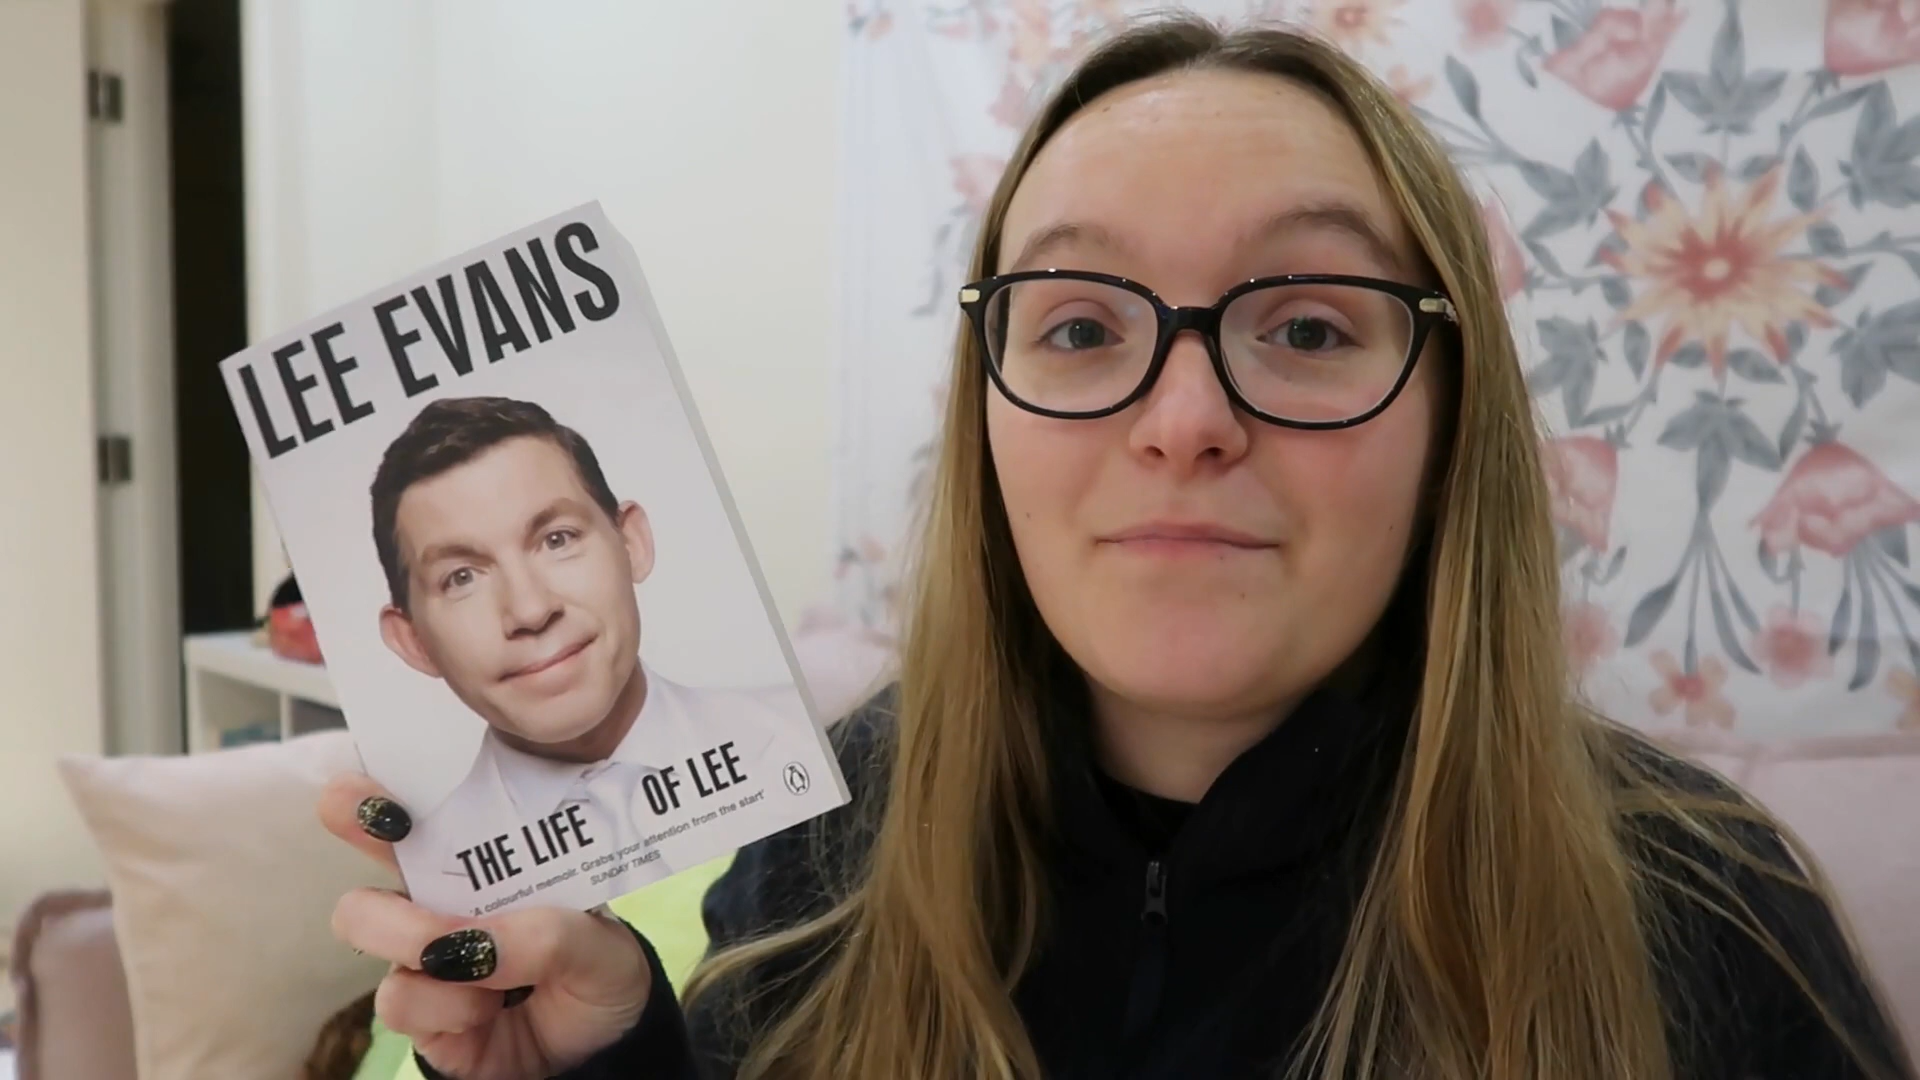 LEE EVANS
THE LIFE OF LEE
'A colourful memoir. Grabs your attention from the start'
SUNDAY TIMES